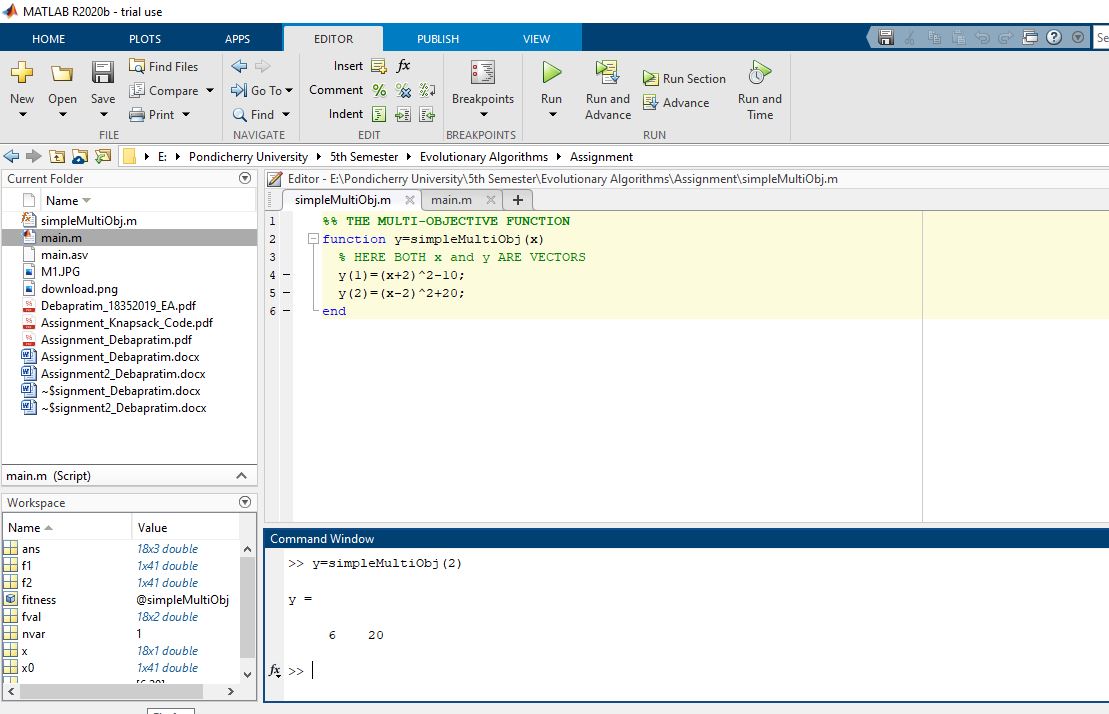 MATLAB R2020b - trial use
HOME PLOTS APPS EDITOR PUBLISH VIEW Se
New
Open
Save
Find Files
Compare
Print
FILE
Go To
Find
NAVIGATE
Insert fx
Comment % %
Indent
EDIT
Breakpoints
BREAKPOINTS
Run
Run and
Advance
Run Section
Advance
Run and
Time
RUN
E: Pondicherry University 5th Semester Evolutionary Algorithms Assignment
Current Folder
Name
simpleMultiObj.m
main.m
main.asv
M1.JPG
download.png
Debapratim_18352019_EA.pdf
Assignment_Knapsack_Code.pdf
Assignment_Debapratim.pdf
Assignment_Debapratim.docx
Assignment2_Debapratim.docx
~$signment_Debapratim.docx
~$signment2_Debapratim.docx
main.m (Script)
Workspace
Name Value
ans 18x3 double
f1 1x41 double
f2 1x41 double
fitness @simpleMultiObj
fval 18x2 double
nvar 1
x 18x1 double
x0 1x41 double
Editor - E:\Pondicherry University\5th Semester\Evolutionary Algorithms\Assignment\simpleMultiObj.m
simpleMultiObj.m main.m +
1 %% THE MULTI-OBJECTIVE FUNCTION
2 function y=simpleMultiObj(x)
3 % HERE BOTH x and y ARE VECTORS
4 – y(1)=(x+2)^2-10;
5 – y(2)=(x-2)^2+20;
6 – end
Command Window
>> y=simpleMultiObj(2)
y =
6 20
fx >>